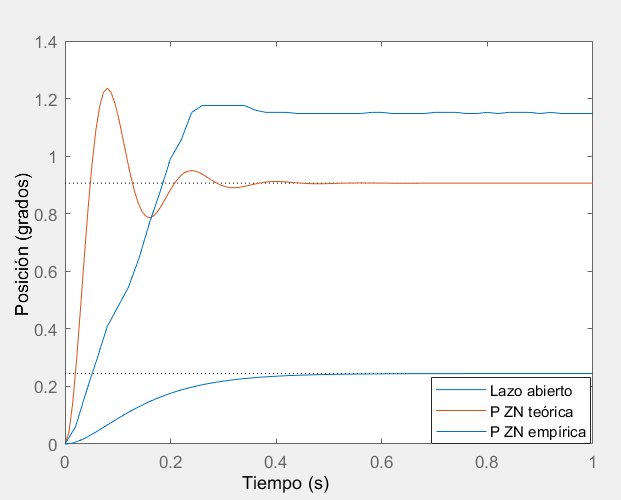 1.4
1.2
1
0.8
0.6
0.4
0.2
0
Posición (grados)
Lazo abierto
P ZN teórica
P ZN empírica
0 0.2 0.4 0.6 0.8 1
Tiempo (s)